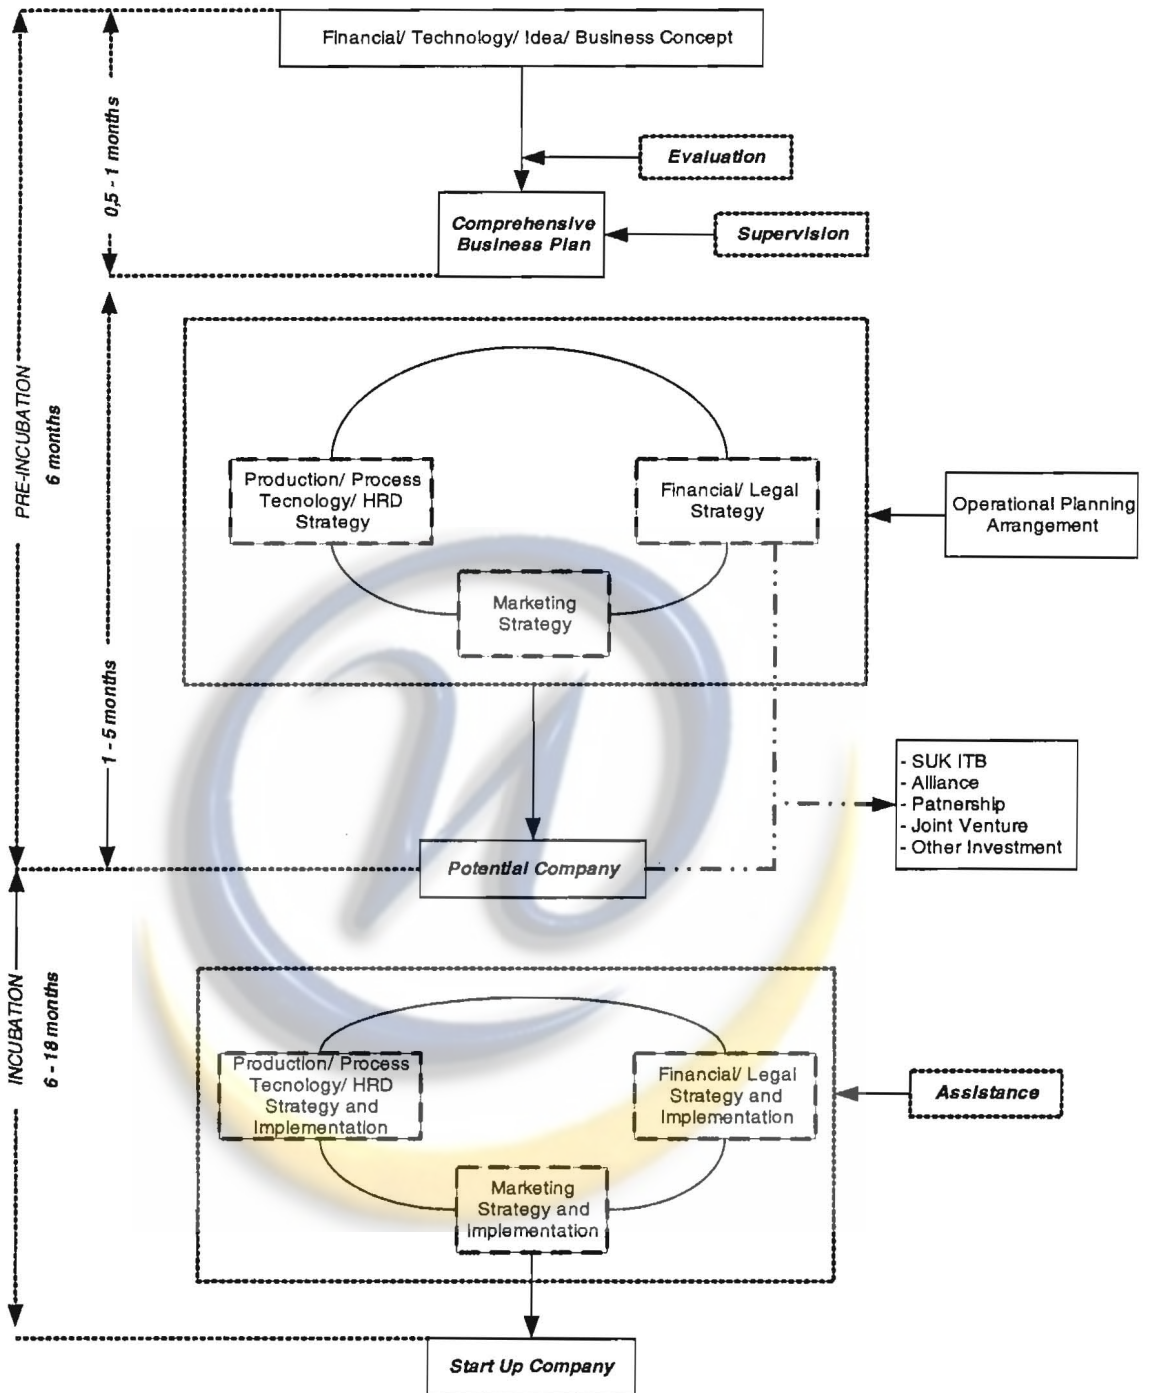 Financial/ Technology/ Idea/ Business Concept
Evaluation
Comprehensive
Business Plan
Supervision
0,5 - 1 months
PRE-INCUBATION
6 months
1 - 5 months
Production/ Process
Tecnology/ HRD
Strategy
Financial/ Legal
Strategy
Marketing
Strategy
Operational Planning
Arrangement
- SUK ITB
- Alliance
- Patnership
- Joint Venture
- Other Investment
Potential Company
INCUBATION
6 - 18 months
Production/ Process
Tecnology/ HRD
Strategy and
Implementation
Financial/ Legal
Strategy and
Implementation
Marketing
Strategy and
Implementation
Assistance
Start Up Company